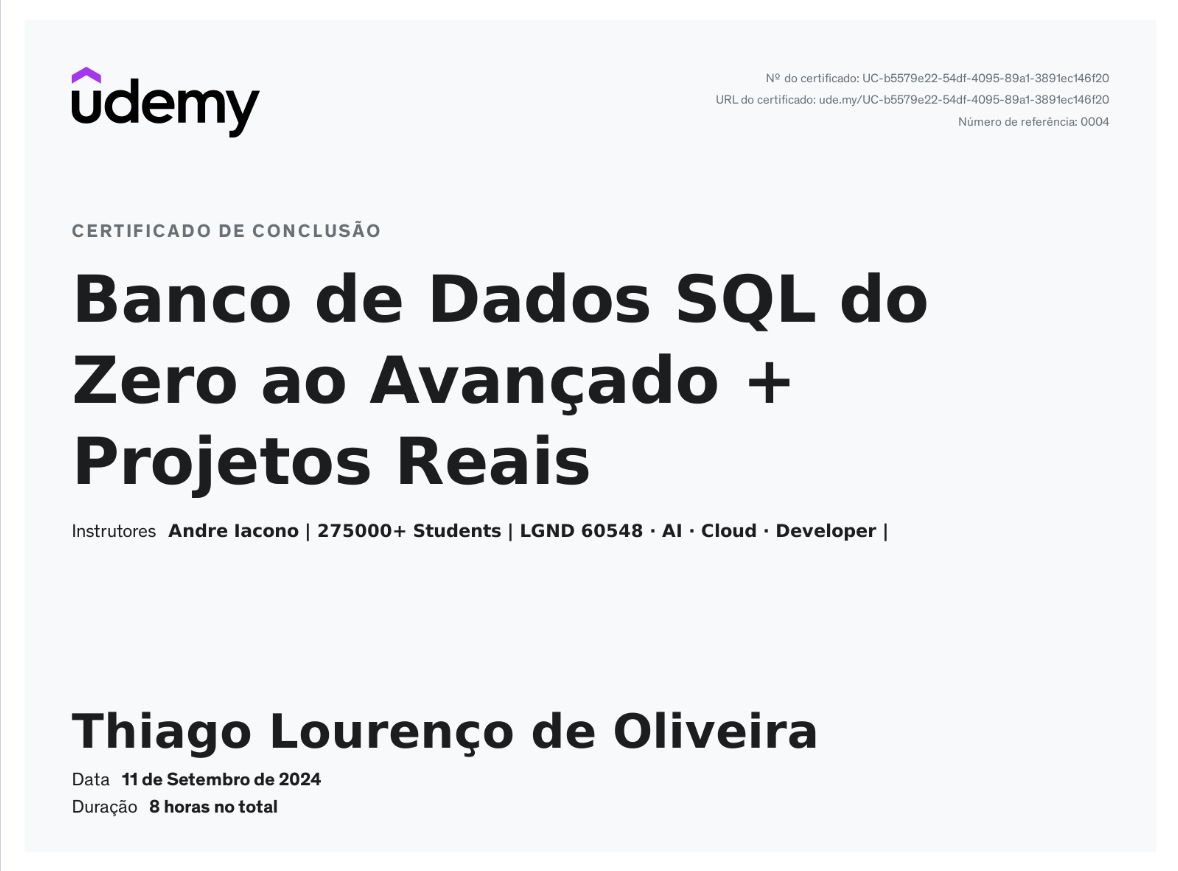 udemy
Nº do certificado: UC-b5579e22-54df-4095-89a1-3891ec146f20
URL do certificado: ude.my/UC-b5579e22-54df-4095-89a1-3891ec146f20
Número de referência: 0004
CERTIFICADO DE CONCLUSÃO
Banco de Dados SQL do
Zero ao Avançado +
Projetos Reais
Instrutores Andre Iacono | 275000+ Students | LGND 60548 · AI · Cloud · Developer |
Thiago Lourenço de Oliveira
Data 11 de Setembro de 2024
Duração 8 horas no total